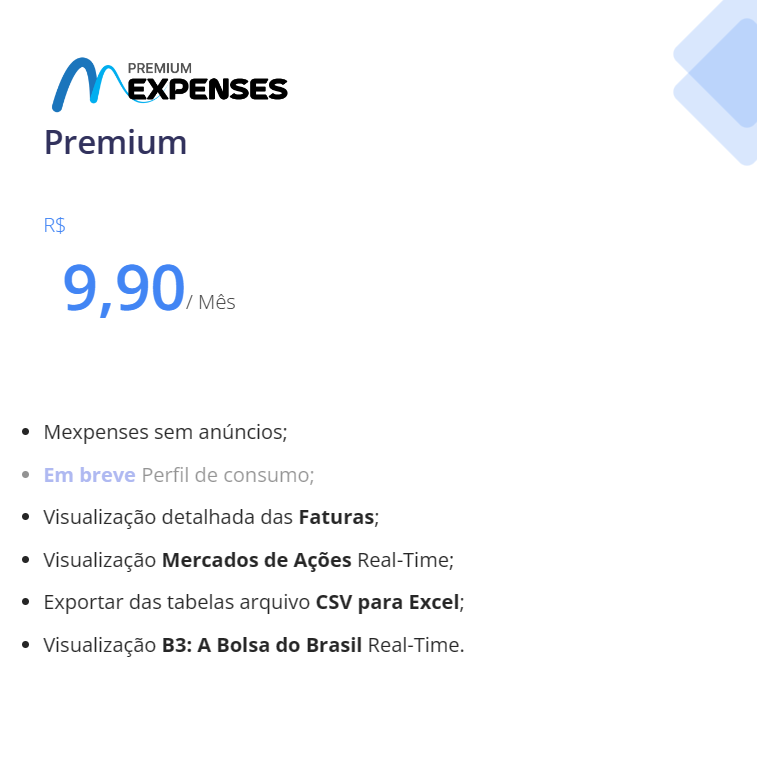 PREMIUM
EXPENSES
Premium
R$
9,90/ Mês
Mexpenses sem anúncios;
Em breve Perfil de consumo;
Visualização detalhada das Faturas;
Visualização Mercados de Ações Real-Time;
Exportar das tabelas arquivo CSV para Excel;
Visualização B3: A Bolsa do Brasil Real-Time.